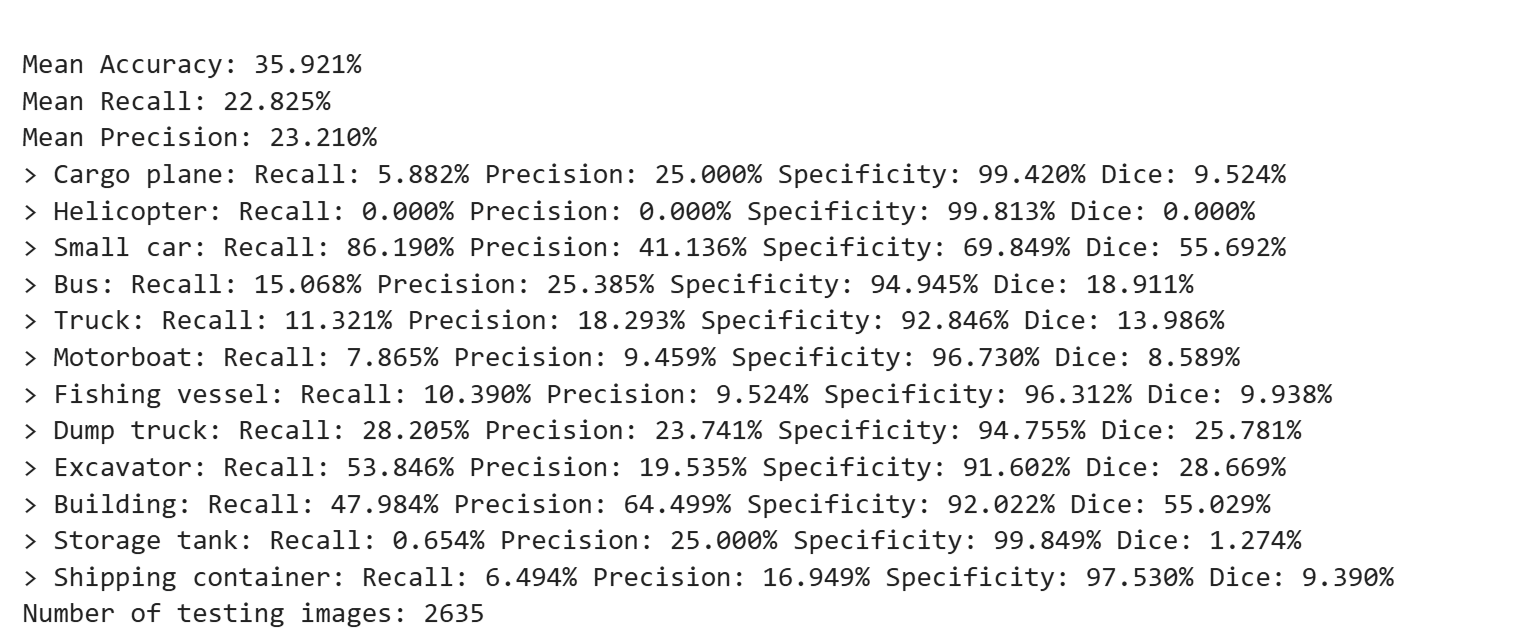 Mean Accuracy: 35.921%
Mean Recall: 22.825%
Mean Precision: 23.210%
> Cargo plane: Recall: 5.882% Precision: 25.000% Specificity: 99.420% Dice: 9.524%
> Helicopter: Recall: 0.000% Precision: 0.000% Specificity: 99.813% Dice: 0.000%
> Small car: Recall: 86.190% Precision: 41.136% Specificity: 69.849% Dice: 55.692%
> Bus: Recall: 15.068% Precision: 25.385% Specificity: 94.945% Dice: 18.911%
> Truck: Recall: 11.321% Precision: 18.293% Specificity: 92.846% Dice: 13.986%
> Motorboat: Recall: 7.865% Precision: 9.459% Specificity: 96.730% Dice: 8.589%
> Fishing vessel: Recall: 10.390% Precision: 9.524% Specificity: 96.312% Dice: 9.938%
> Dump truck: Recall: 28.205% Precision: 23.741% Specificity: 94.755% Dice: 25.781%
> Excavator: Recall: 53.846% Precision: 19.535% Specificity: 91.602% Dice: 28.669%
> Building: Recall: 47.984% Precision: 64.499% Specificity: 92.022% Dice: 55.029%
> Storage tank: Recall: 0.654% Precision: 25.000% Specificity: 99.849% Dice: 1.274%
> Shipping container: Recall: 6.494% Precision: 16.949% Specificity: 97.530% Dice: 9.390%
Number of testing images: 2635